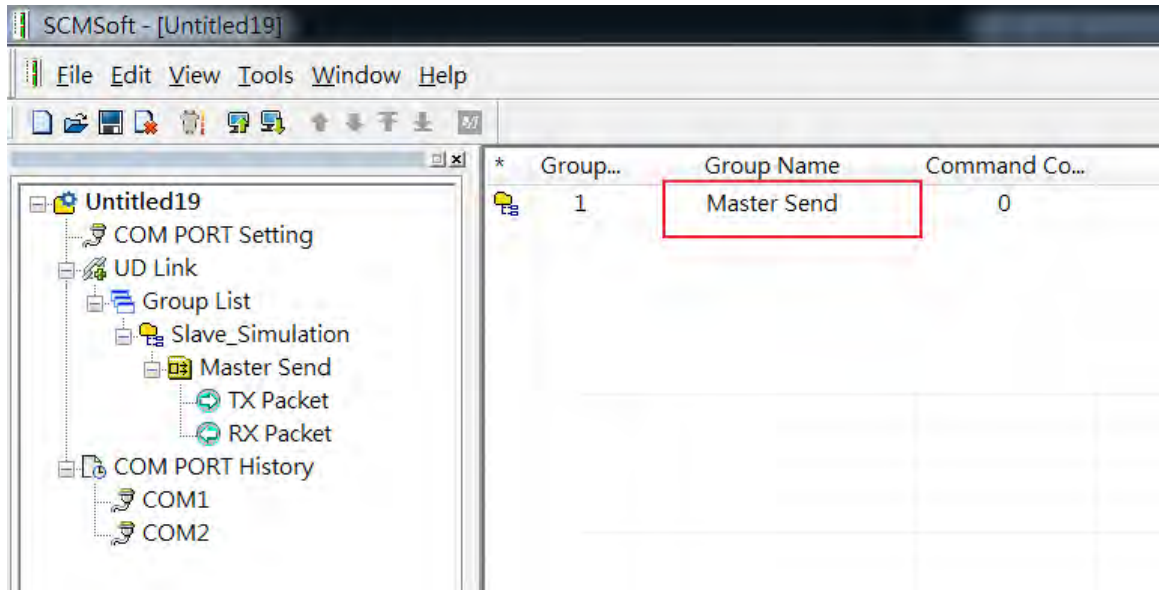 SCMSoft - [Untitled19]
File Edit View Tools Window Help
* Group... Group Name Command Co...
1 Master Send 0
Untitled19
COM PORT Setting
UD Link
Group List
Slave_Simulation
Master Send
TX Packet
RX Packet
COM PORT History
COM1
COM2